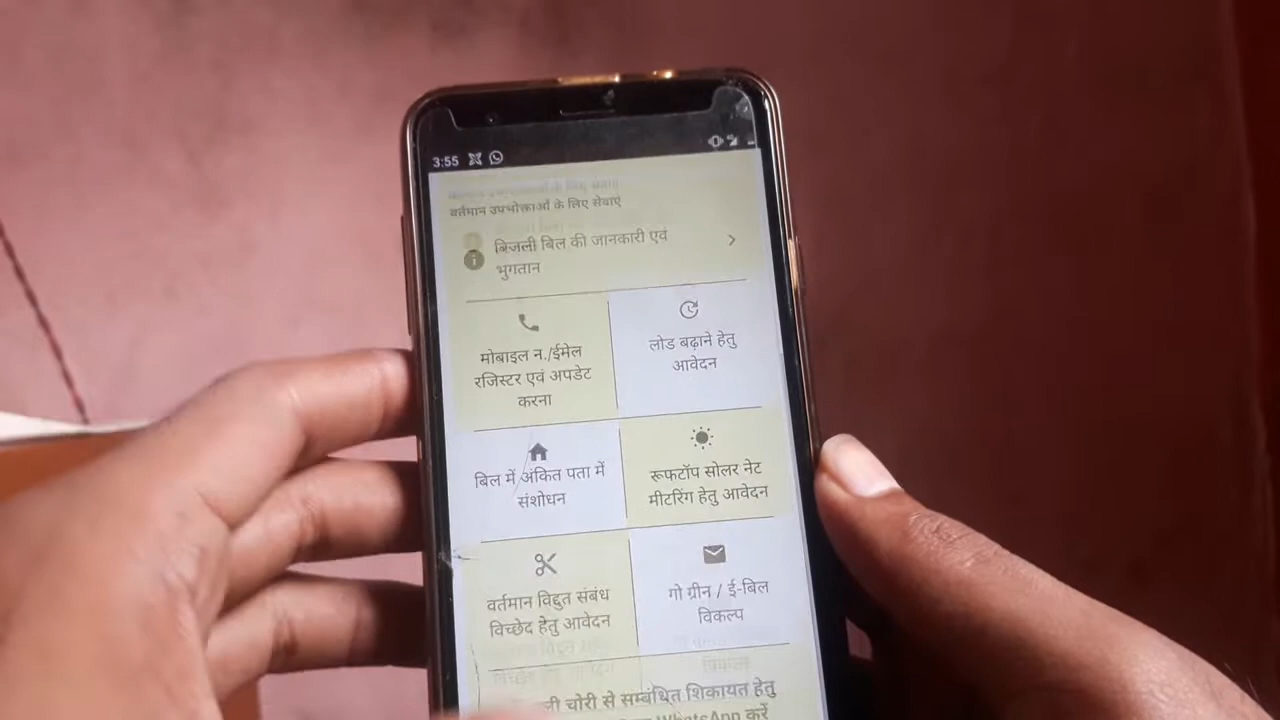 3:55
वर्तमान उपभोक्ताओं के लिए सेवाएं
बिजली बिल की जानकारी एवं
भुगतान
मोबाइल न./ईमेल
रजिस्टर एवं अपडेट
करना
लोड बढ़ाने हेतु
आवेदन
बिल में अंकित पता में
संशोधन
रूफटॉप सोलर नेट
मीटरिंग हेतु आवेदन
वर्तमान विद्युत संबंध
विच्छेद हेतु आवेदन
गो ग्रीन / ई-बिल
विकल्प
चोरी से सम्बंधित शिकायत हेतु
WhatsApp करें